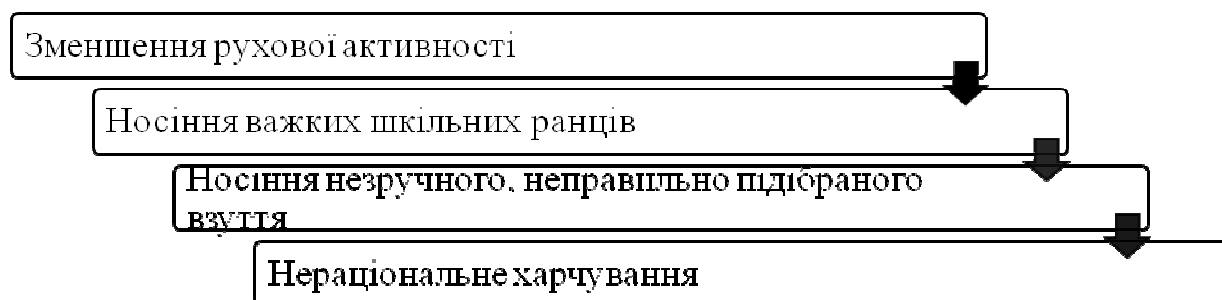 Зменшення рухової активності
Носіння важких шкільних ранців
Носіння незручного, неправильно підібраного
взуття
Нераціональне харчування